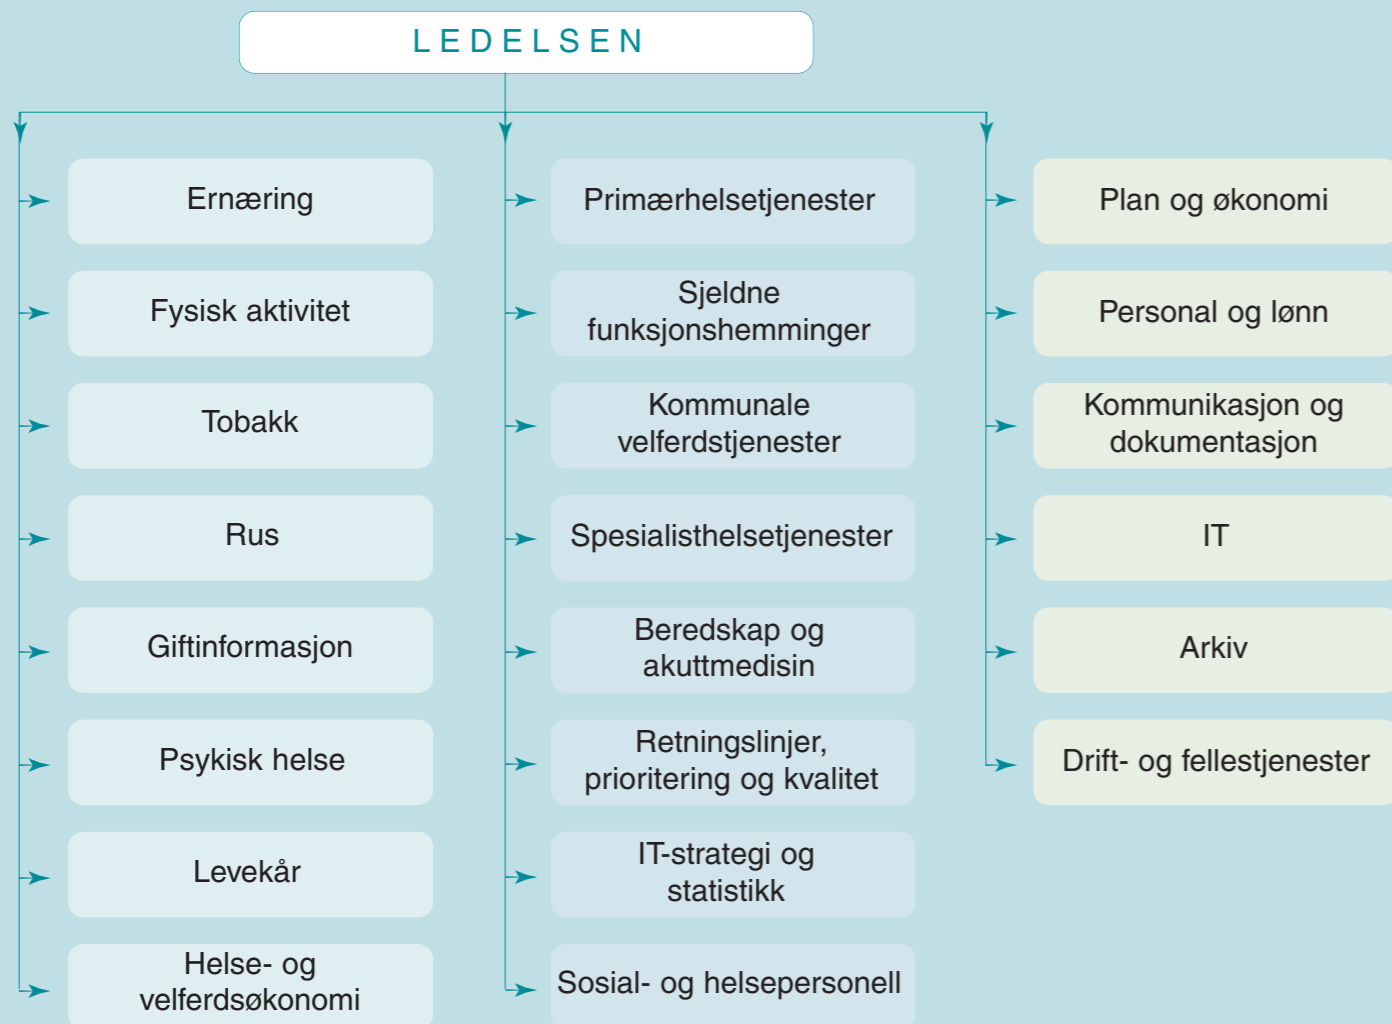 LEDELSEN
Ernæring
Fysisk aktivitet
Tobakk
Rus
Giftinformasjon
Psykisk helse
Levekår
Helse- og
velferdsøkonomi
Primærhelsetjenester
Sjeldne
funksjonshemminger
Kommunale
velferdstjenester
Spesialisthelsetjenester
Beredskap og
akuttmedisin
Retningslinjer,
prioritering og kvalitet
IT-strategi og
statistikk
Sosial- og helsepersonell
Plan og økonomi
Personal og lønn
Kommunikasjon og
dokumentasjon
IT
Arkiv
Drift- og fellestjenester